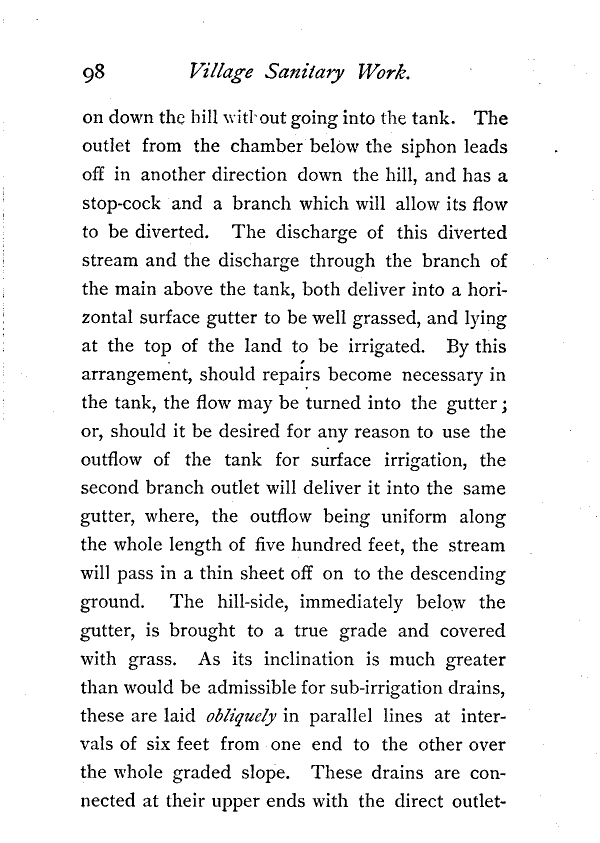 98 Village Sanitary Work.
on down the hill without going into the tank. The
outlet from the chamber below the siphon leads
off in another direction down the hill, and has a
stop-cock and a branch which will allow its flow
to be diverted. The discharge of this diverted
stream and the discharge through the branch of
the main above the tank, both deliver into a hori-
zontal surface gutter to be well grassed, and lying
at the top of the land to be irrigated. By this
arrangement, should repairs become necessary in
the tank, the flow may be turned into the gutter;
or, should it be desired for any reason to use the
outflow of the tank for surface irrigation, the
second branch outlet will deliver it into the same
gutter, where, the outflow being uniform along
the whole length of five hundred feet, the stream
will pass in a thin sheet off on to the descending
ground. The hill-side, immediately below the
gutter, is brought to a true grade and covered
with grass. As its inclination is much greater
than would be admissible for sub-irrigation drains,
these are laid obliquely in parallel lines at inter-
vals of six feet from one end to the other over
the whole graded slope. These drains are con-
nected at their upper ends with the direct outlet-